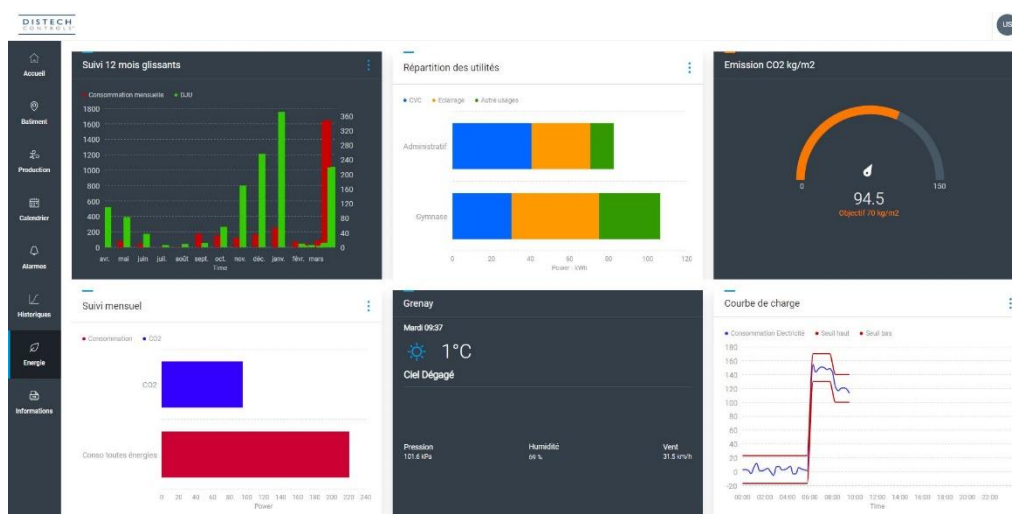 DISTECH
CONTROLS
US
Accueil
Batiment
Production
Calendrier
Alarmes
Historiques
Energie
Informations
Suivi 12 mois glissants
Consommation mensuelle DJU
1800
1600
1400
1200
1000
800
600
400
200
0
360
320
280
240
200
160
120
80
40
0
avr. mai juin juil. août sept. oct. nov. déc. janv. févr. mars
Time
Répartition des utilités
CVC Eclairage Autre usages
Administratif
Gymnase
0 20 40 60 80 100 120
Power - kWh
Emission CO2 kg/m2
0 150
94.5
Objectif 70 kg/m2
Suivi mensuel
Consommation CO2
CO2
Conso toutes énergies
0 20 40 60 80 100 120 140 160 180 200 220 240
Power
Grenay
Mardi 09:37
1°C
Ciel Dégagé
Pression Humidité Vent
101.6 kPa 69 % 31.5 km/h
Courbe de charge
Consommation Electricité Seuil haut Seuil bas
180
160
140
120
100
80
60
40
20
0
-20
00:00 02:00 04:00 06:00 08:00 10:00 12:00 14:00 16:00 18:00 20:00 22:00
Time